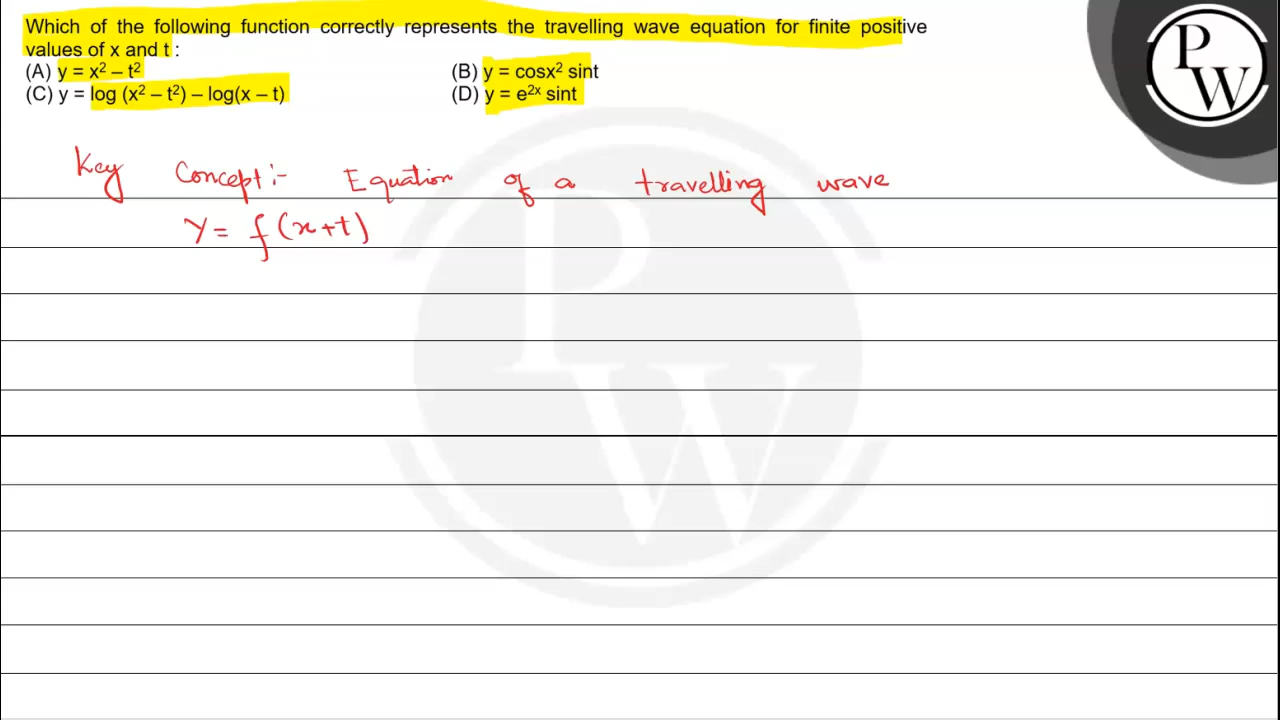 Which of the following function correctly represents the travelling wave equation for finite positive
values of x and t :
(A) y = x² – t² (B) y = cosx² sint
(C) y = log (x² – t²) – log(x – t) (D) y = e²ˣ sint
Key Concept:- Equation of a travelling wave
Y = f(x+t)
P
W
P
W